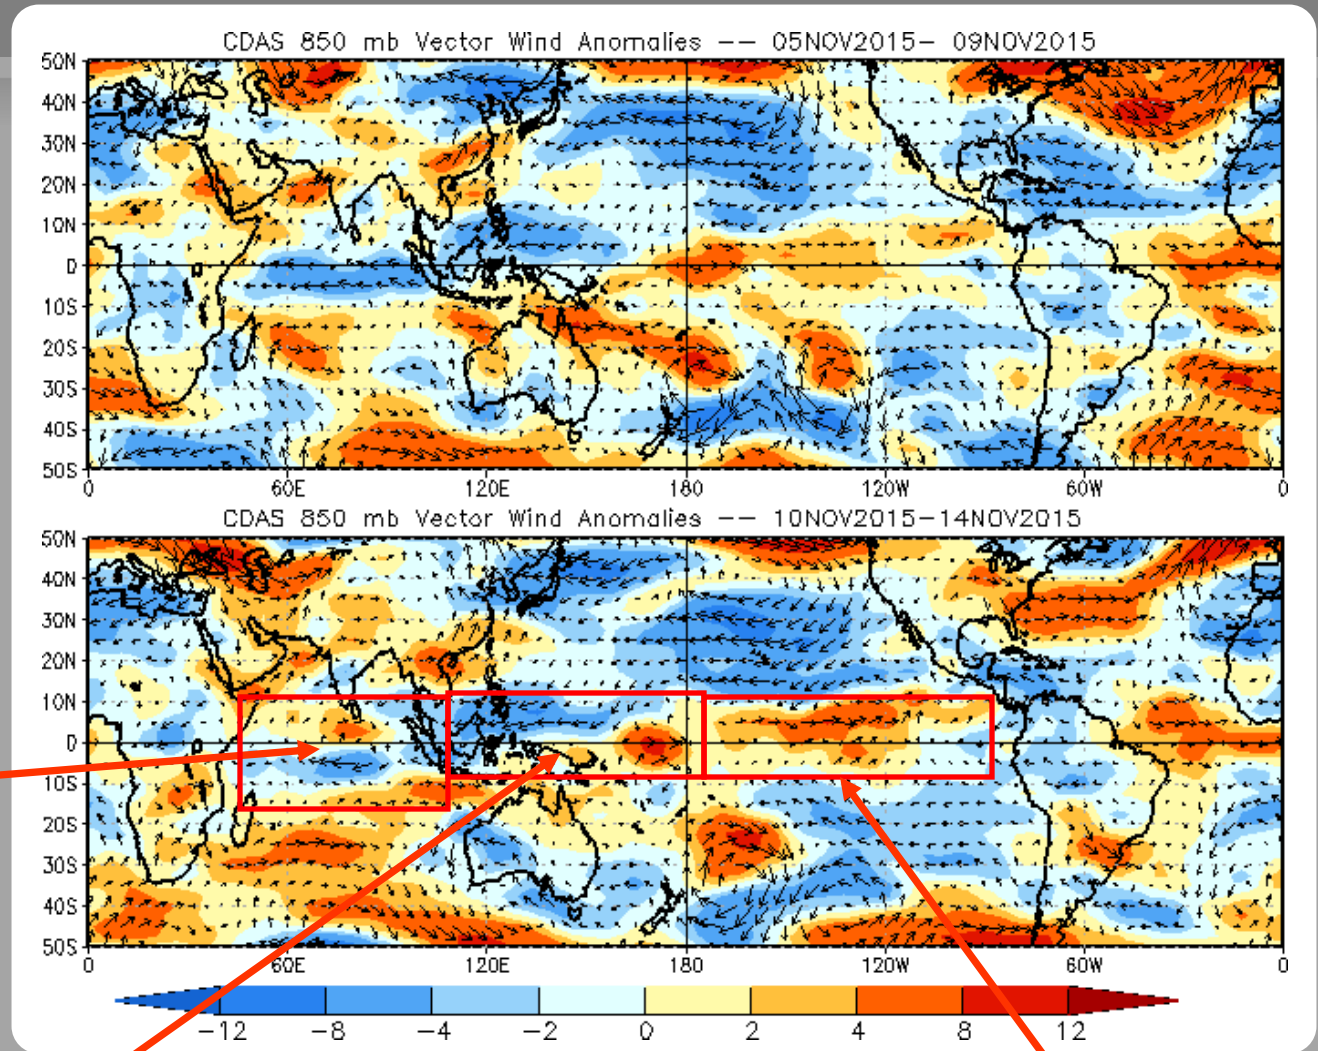 CDAS 850 mb Vector Wind Anomalies -- 05NOV2015- 09NOV2015
50N
40N
30N
20N
10N
0
10S
20S
30S
40S
50S
0 60E 120E 180 120W 60W 0
CDAS 850 mb Vector Wind Anomalies -- 10NOV2015-14NOV2015
50N
40N
30N
20N
10N
0
10S
20S
30S
40S
50S
0 60E 120E 180 120W 60W 0
-12 -8 -4 -2 0 2 4 8 12